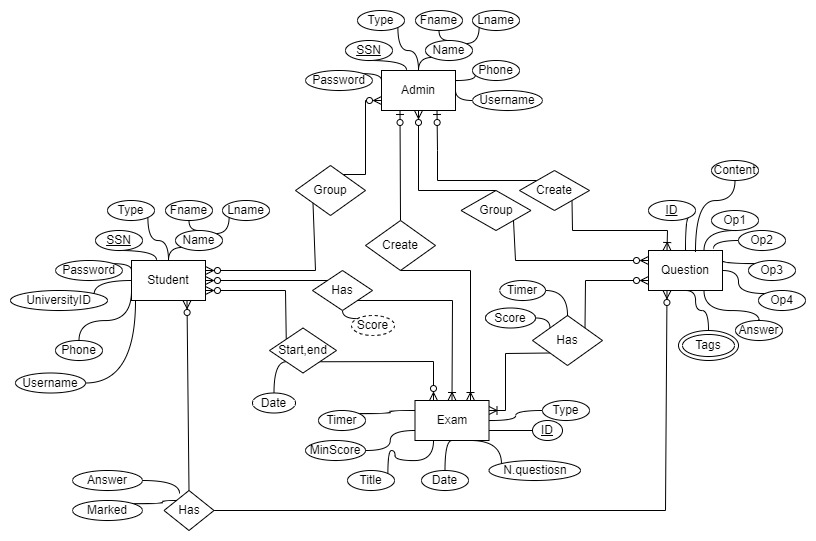 Type
Fname
Lname
SSN
Name
Password
Phone
Admin
Username
Group
Create
Group
Create
Content
ID
Op1
Op2
Op3
Op4
Question
Answer
Tags
Type
Fname
Lname
SSN
Name
Password
UniversityID
Student
Phone
Username
Has
Score
Start,end
Date
Timer
Score
Has
Timer
MinScore
Title
Exam
Date
Type
ID
N.questiosn
Answer
Marked
Has